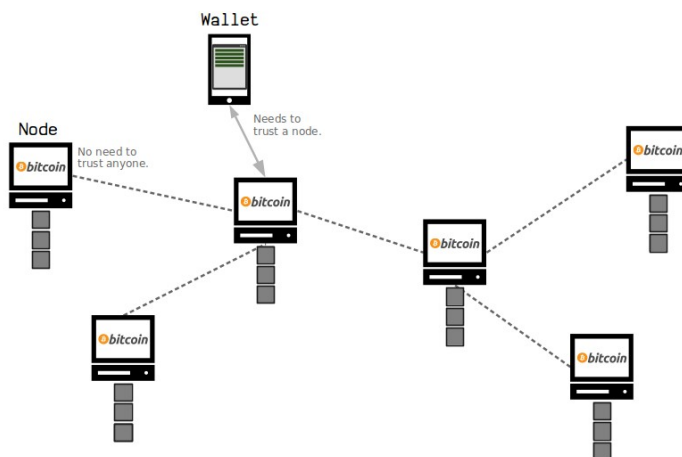 Wallet
Needs to
trust a node.
Node
No need to
trust anyone.
bitcoin
bitcoin
bitcoin
bitcoin
bitcoin
bitcoin